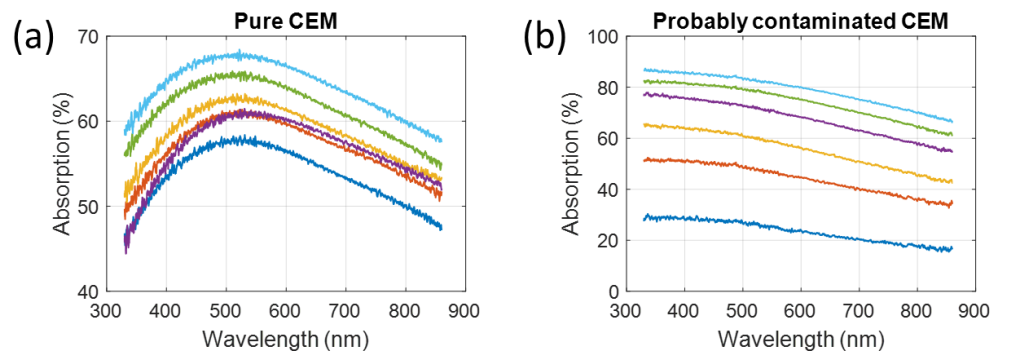 (a)
Pure CEM
70
60
50
40
Absorption (%)
300 400 500 600 700 800 900
Wavelength (nm)
(b)
Probably contaminated CEM
100
80
60
40
20
0
Absorption (%)
300 400 500 600 700 800 900
Wavelength (nm)